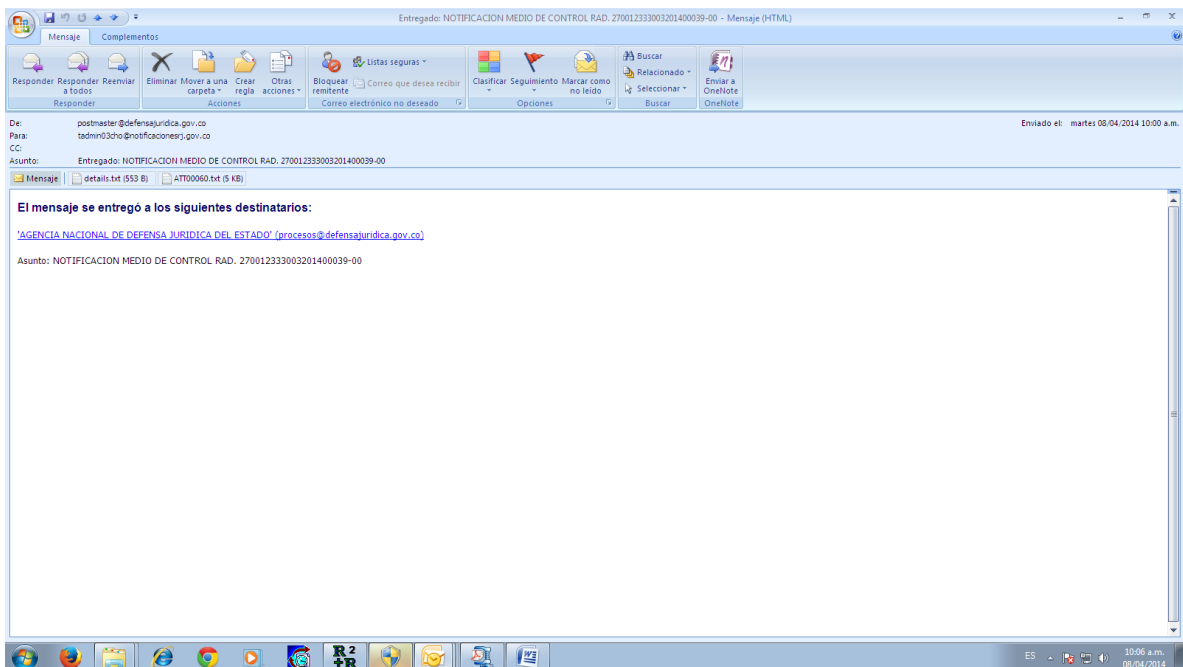 Entregado: NOTIFICACION MEDIO DE CONTROL RAD. 270012333003201400039-00 - Mensaje (HTML)
Mensaje Complementos
Responder Responder a todos Reenviar
Responder
Eliminar Mover a una carpeta Crear regla Otras acciones
Acciones
Bloquear remitente Listas seguras Correo que desea recibir
Correo electrónico no deseado
Clasificar Seguimiento Marcar como no leído
Opciones
Buscar Relacionado Seleccionar
Buscar
Enviar a OneNote
OneNote
De: postmaster@defensajuridica.gov.co Enviado el: martes 08/04/2014 10:00 a.m.
Para: tadmin03cho@notificacionesrj.gov.co
CC:
Asunto: Entregado: NOTIFICACION MEDIO DE CONTROL RAD. 270012333003201400039-00
Mensaje details.txt (553 B) ATT00060.txt (5 KB)
El mensaje se entregó a los siguientes destinatarios:
'AGENCIA NACIONAL DE DEFENSA JURIDICA DEL ESTADO' (procesos@defensajuridica.gov.co)
Asunto: NOTIFICACION MEDIO DE CONTROL RAD. 270012333003201400039-00
ES 10:06 a.m.
08/04/2014